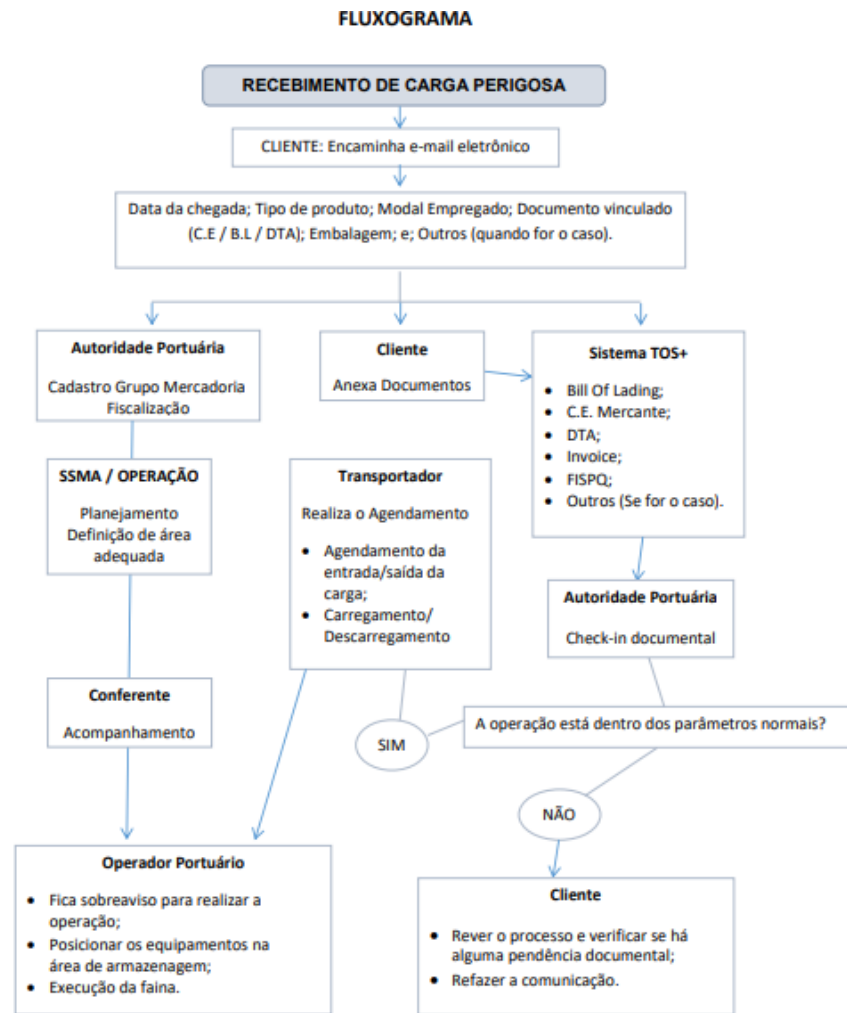 FLUXOGRAMA
RECEBIMENTO DE CARGA PERIGOSA
CLIENTE: Encaminha e-mail eletrônico
Data da chegada; Tipo de produto; Modal Empregado; Documento vinculado
(C.E / B.L / DTA); Embalagem; e; Outros (quando for o caso).
Autoridade Portuária
Cadastro Grupo Mercadoria
Fiscalização
Cliente
Anexa Documentos
Sistema TOS+
• Bill Of Lading;
• C.E. Mercante;
• DTA;
• Invoice;
• FISPQ;
• Outros (Se for o caso).
SSMA / OPERAÇÃO
Planejamento
Definição de área
adequada
Transportador
Realiza o Agendamento
• Agendamento da
entrada/saída da
carga;
• Carregamento/
Descarregamento
Autoridade Portuária
Check-in documental
Conferente
Acompanhamento
SIM
A operação está dentro dos parâmetros normais?
NÃO
Operador Portuário
• Fica sobreaviso para realizar a
operação;
• Posicionar os equipamentos na
área de armazenagem;
• Execução da faina.
Cliente
• Rever o processo e verificar se há
alguma pendência documental;
• Refazer a comunicação.